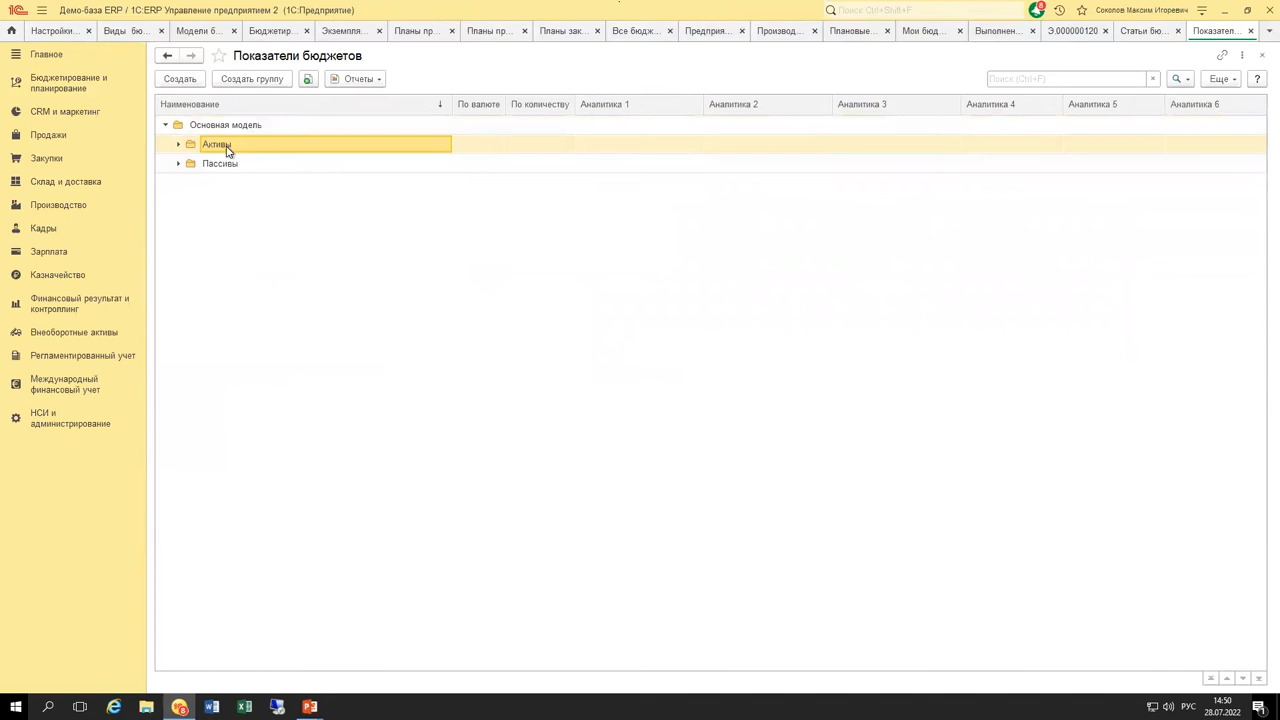 Демо-база ERP / 1С:ERP Управление предприятием 2 (1С:Предприятие)
Поиск Ctrl+Shift+F
8
Соколов Максим Игоревич
Настройки...
Виды бю...
Модели б...
Бюджетир...
Экземпля...
Планы пр...
Планы пр...
Планы зак...
Все бюдж...
Предприя...
Производ...
Плановые...
Мои бюд...
Выполнен...
Э.000000120
Статьи бю...
Показател...
Главное
Бюджетирование и
планирование
CRM и маркетинг
Продажи
Закупки
Склад и доставка
Производство
Кадры
Зарплата
Казначейство
Финансовый результат и
контроллинг
Внеоборотные активы
Регламентированный учет
Международный
финансовый учет
НСИ и
администрирование
Показатели бюджетов
Создать
Создать группу
Отчеты
Поиск (Ctrl+F)
Еще
?
Наименование
По валюте
По количеству
Аналитика 1
Аналитика 2
Аналитика 3
Аналитика 4
Аналитика 5
Аналитика 6
Основная модель
Активы
Пассивы
РУС
14:50
28.07.2022